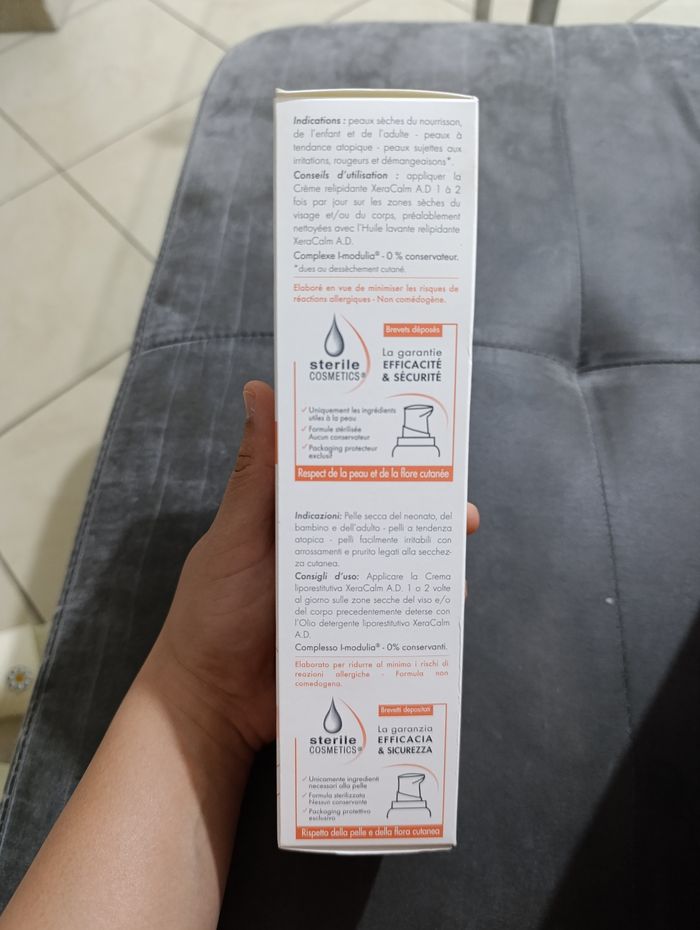 Indications : peaux sèches du nourrisson,
de l'enfant et de l'adulte - peaux à
tendance atopique - peaux sujettes aux
irritations, rougeurs et démangeaisons*.
Conseils d'utilisation : appliquer la
Crème relipidante XeraCalm A.D 1 à 2
fois par jour sur les zones sèches du
visage et/ou du corps, préalablement
nettoyées avec l'Huile lavante relipidante
XeraCalm A.D.
Complexe I-modulia® - 0 % conservateur.
*dues au dessèchement cutané.
Elaboré en vue de minimiser les risques de
réactions allergiques - Non comédogène.
Brevets déposés
sterile
COSMETICS®
La garantie
EFFICACITÉ
& SÉCURITÉ
✓ Uniquement les ingrédients
utiles à la peau
✓ Formule stérilisée
Aucun conservateur
✓ Packaging protecteur
exclusif
Respect de la peau et de la flore cutanée
Indicazioni: Pelle secca del neonato, del
bambino e dell'adulto - pelli a tendenza
atopica - pelli facilmente irritabili con
arrossamenti e prurito legati alla secchez-
za cutanea.
Consigli d'uso: Applicare la Crema
liporestitutiva XeraCalm A.D. 1 o 2 volte
al giorno sulle zone secche del viso e/o
del corpo precedentemente deterse con
l'Olio detergente liporestitutivo XeraCalm
A.D.
Complesso I-modulia® - 0% conservanti.
Elaborato per ridurre al minimo i rischi di
reazioni allergiche - Formula non
comedogena.
Brevetti depositati
sterile
COSMETICS®
La garanzia
EFFICACIA
& SICUREZZA
✓ Unicamente ingredienti
necessari alla pelle
✓ Formula sterilizzata
Nessun conservante
✓ Packaging protettivo
esclusivo
Rispetto della pelle e della flora cutanea